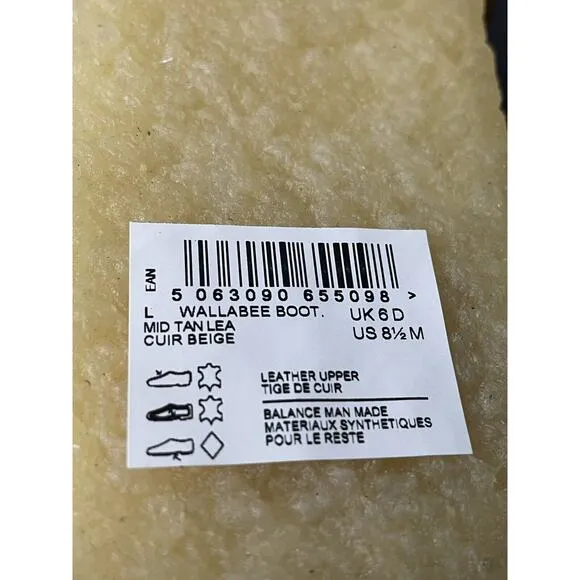 EAN
5 063090 655098 >
L WALLABEE BOOT. UK 6 D
MID TAN LEA US 8½ M
CUIR BEIGE
LEATHER UPPER
TIGE DE CUIR
BALANCE MAN MADE
MATERIAUX SYNTHETIQUES
POUR LE RESTE